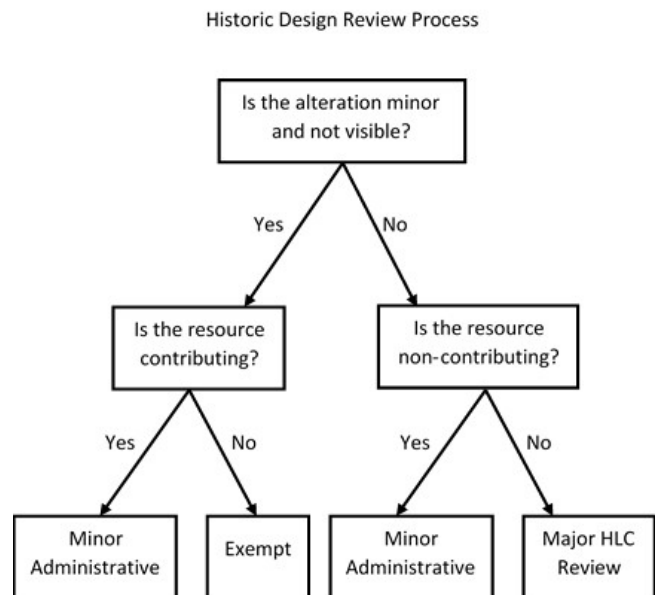 Historic Design Review Process
Is the alteration minor
and not visible?
Yes
No
Is the resource
contributing?
Is the resource
non-contributing?
Yes
No
Yes
No
Minor
Administrative
Exempt
Minor
Administrative
Major HLC
Review